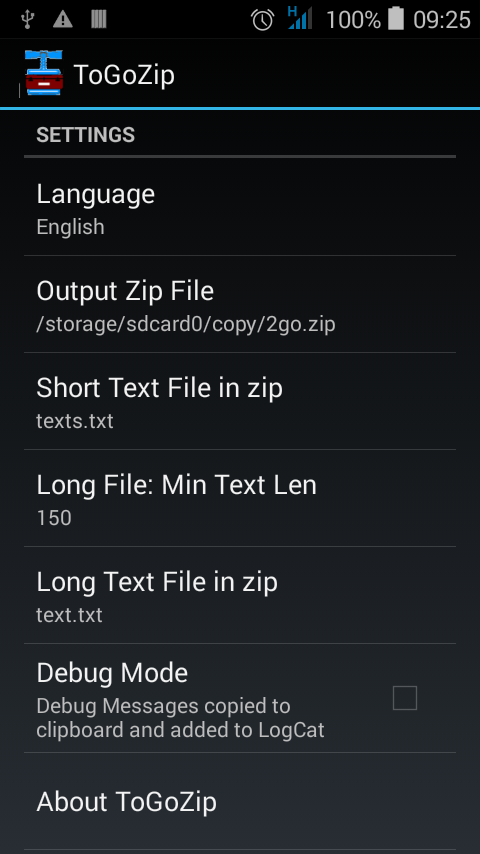 H 100% 09:25
ToGoZip
SETTINGS
Language
English
Output Zip File
/storage/sdcard0/copy/2go.zip
Short Text File in zip
texts.txt
Long File: Min Text Len
150
Long Text File in zip
text.txt
Debug Mode
Debug Messages copied to
clipboard and added to LogCat
About ToGoZip